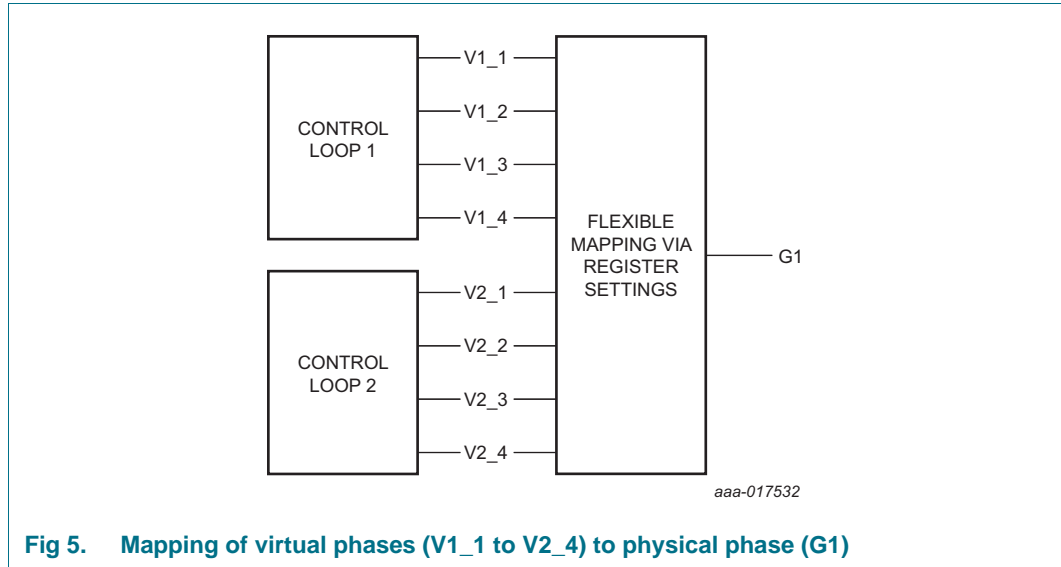 CONTROL
LOOP 1
V1_1
V1_2
V1_3
V1_4
CONTROL
LOOP 2
V2_1
V2_2
V2_3
V2_4
FLEXIBLE
MAPPING VIA
REGISTER
SETTINGS
G1
aaa-017532
Fig 5. Mapping of virtual phases (V1_1 to V2_4) to physical phase (G1)